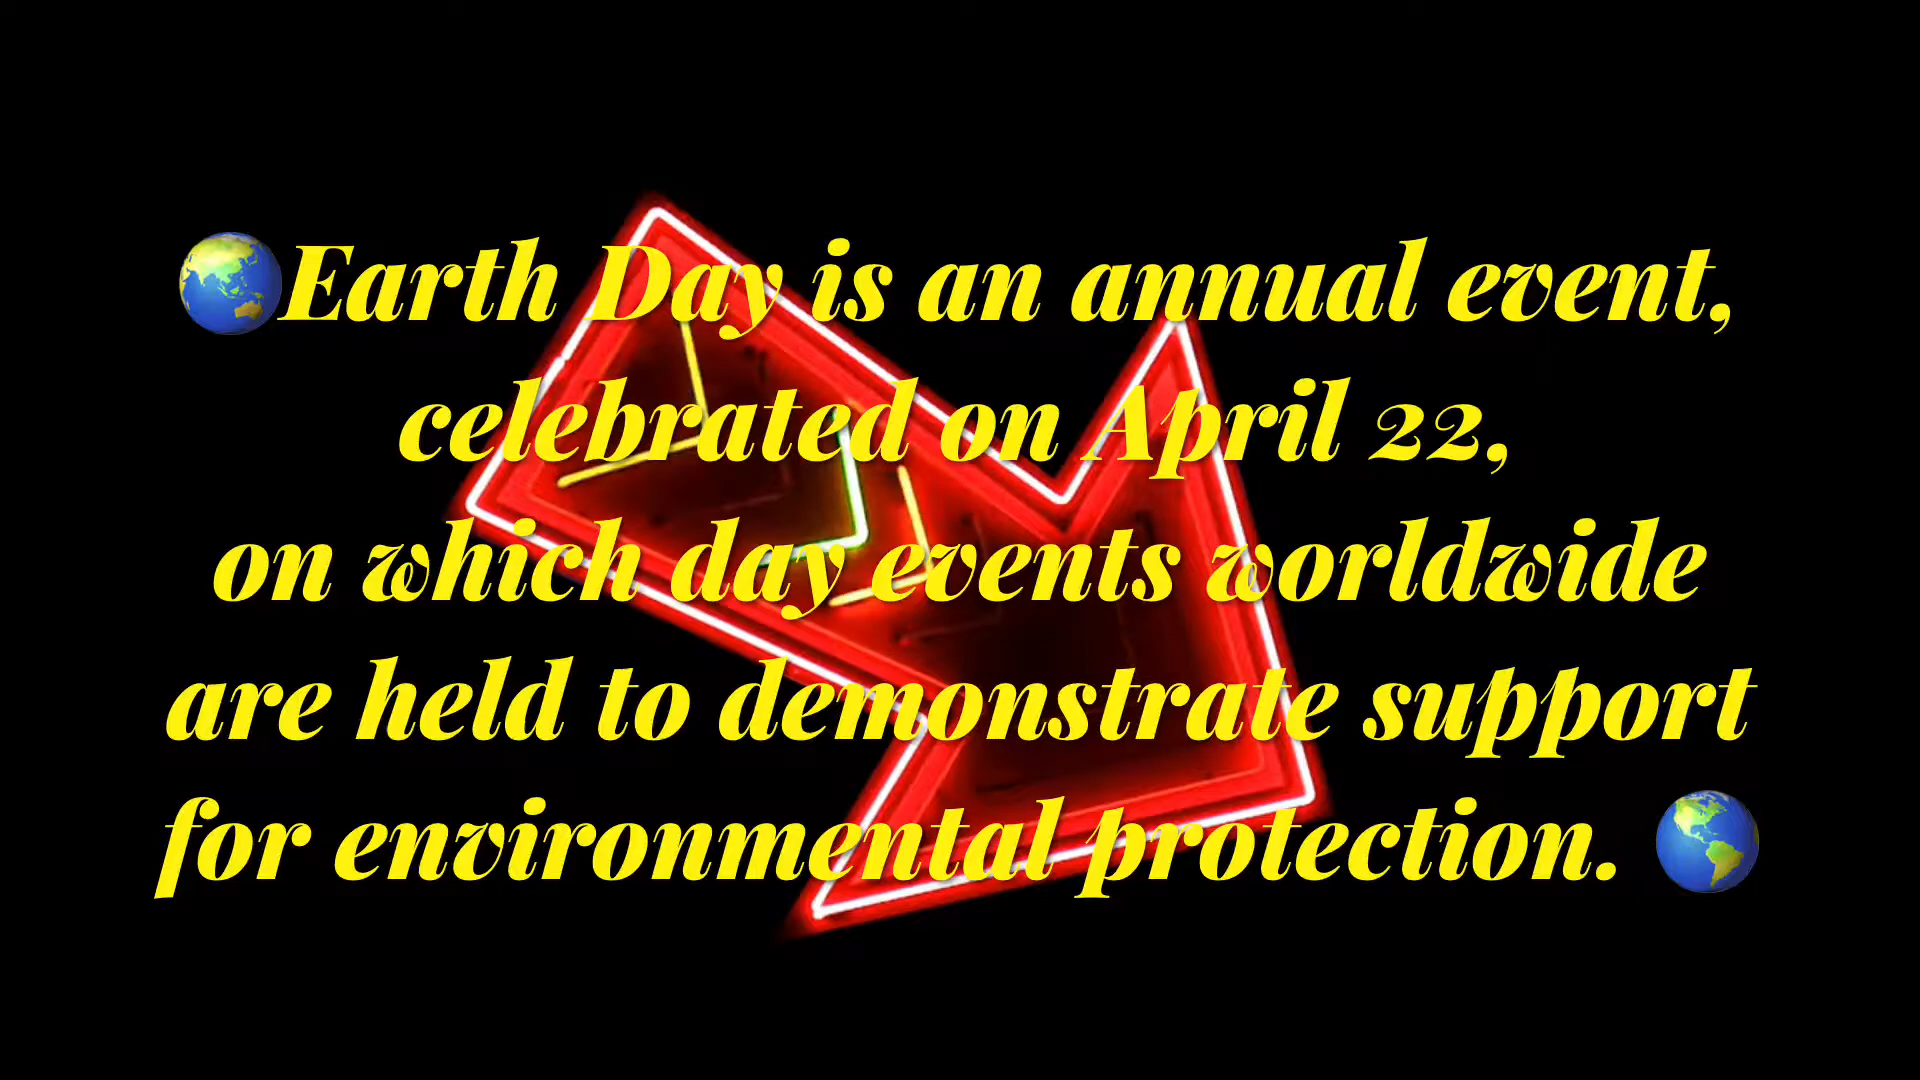 🌏Earth Day is an annual event,
celebrated on April 22,
on which day events worldwide
are held to demonstrate support
for environmental protection. 🌎